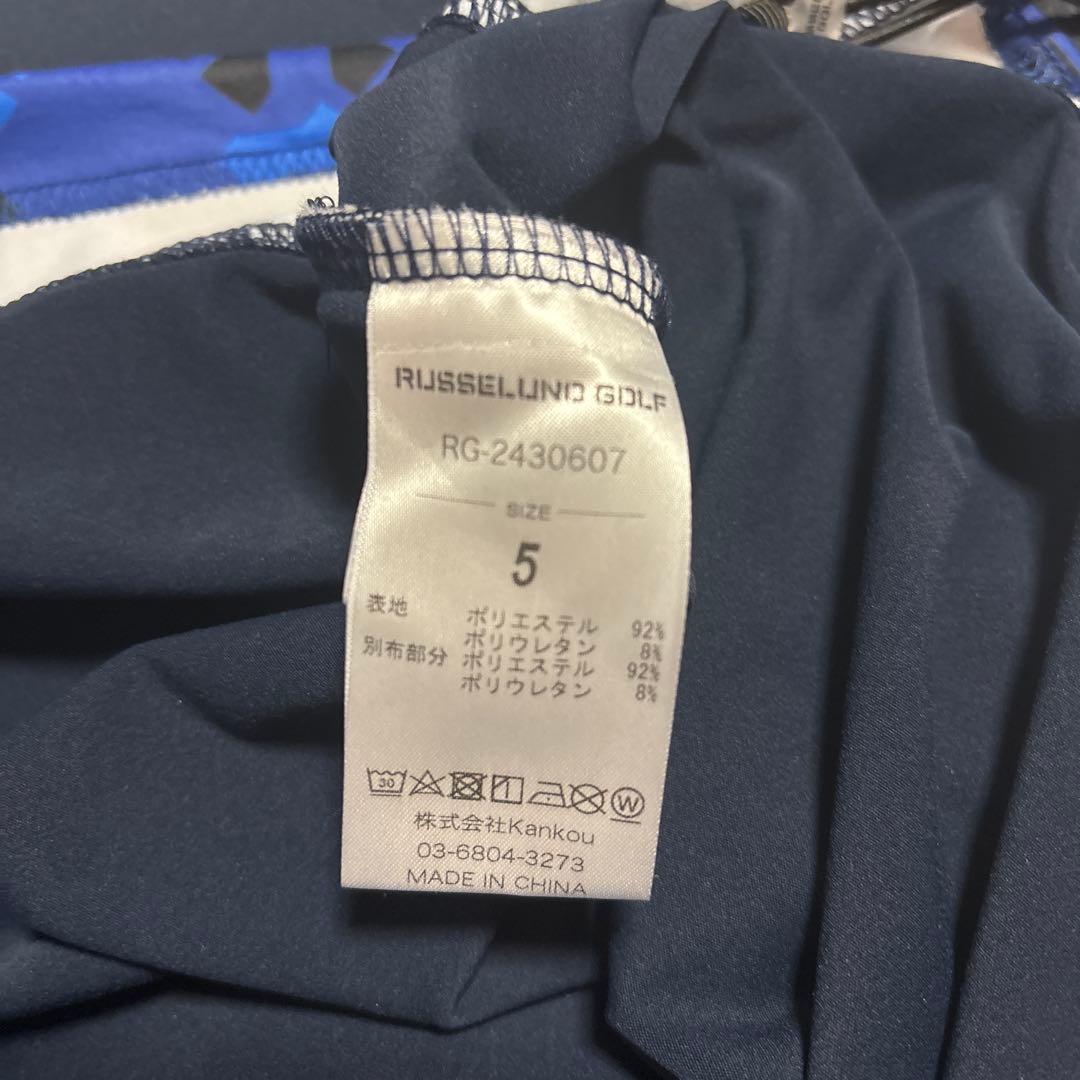 RUSSELUNO GOLF
RG-2430607
SIZE
5
表地 ポリエステル 92%
ポリウレタン 8%
別布部分 ポリエステル 92%
ポリウレタン 8%
30
W
株式会社Kankou
03-6804-3273
MADE IN CHINA